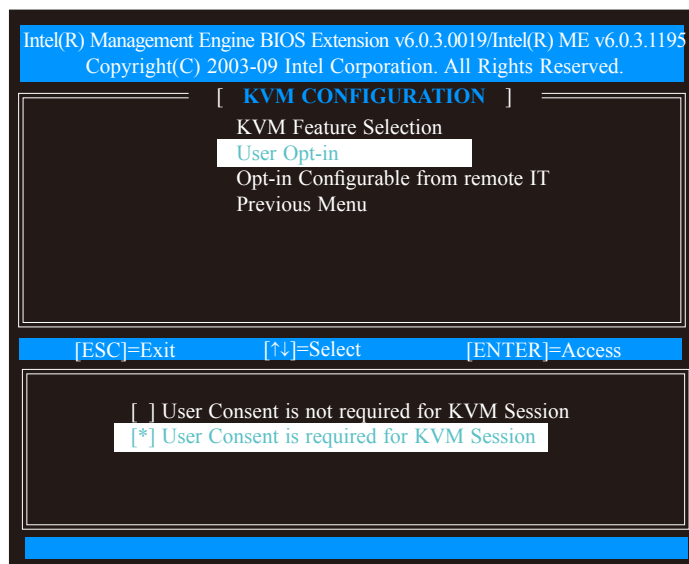 Intel(R) Management Engine BIOS Extension v6.0.3.0019/Intel(R) ME v6.0.3.1195
Copyright(C) 2003-09 Intel Corporation. All Rights Reserved.
[ KVM CONFIGURATION ]
KVM Feature Selection
User Opt-in
Opt-in Configurable from remote IT
Previous Menu
[ESC]=Exit [↑↓]=Select [ENTER]=Access
[ ] User Consent is not required for KVM Session
[*] User Consent is required for KVM Session